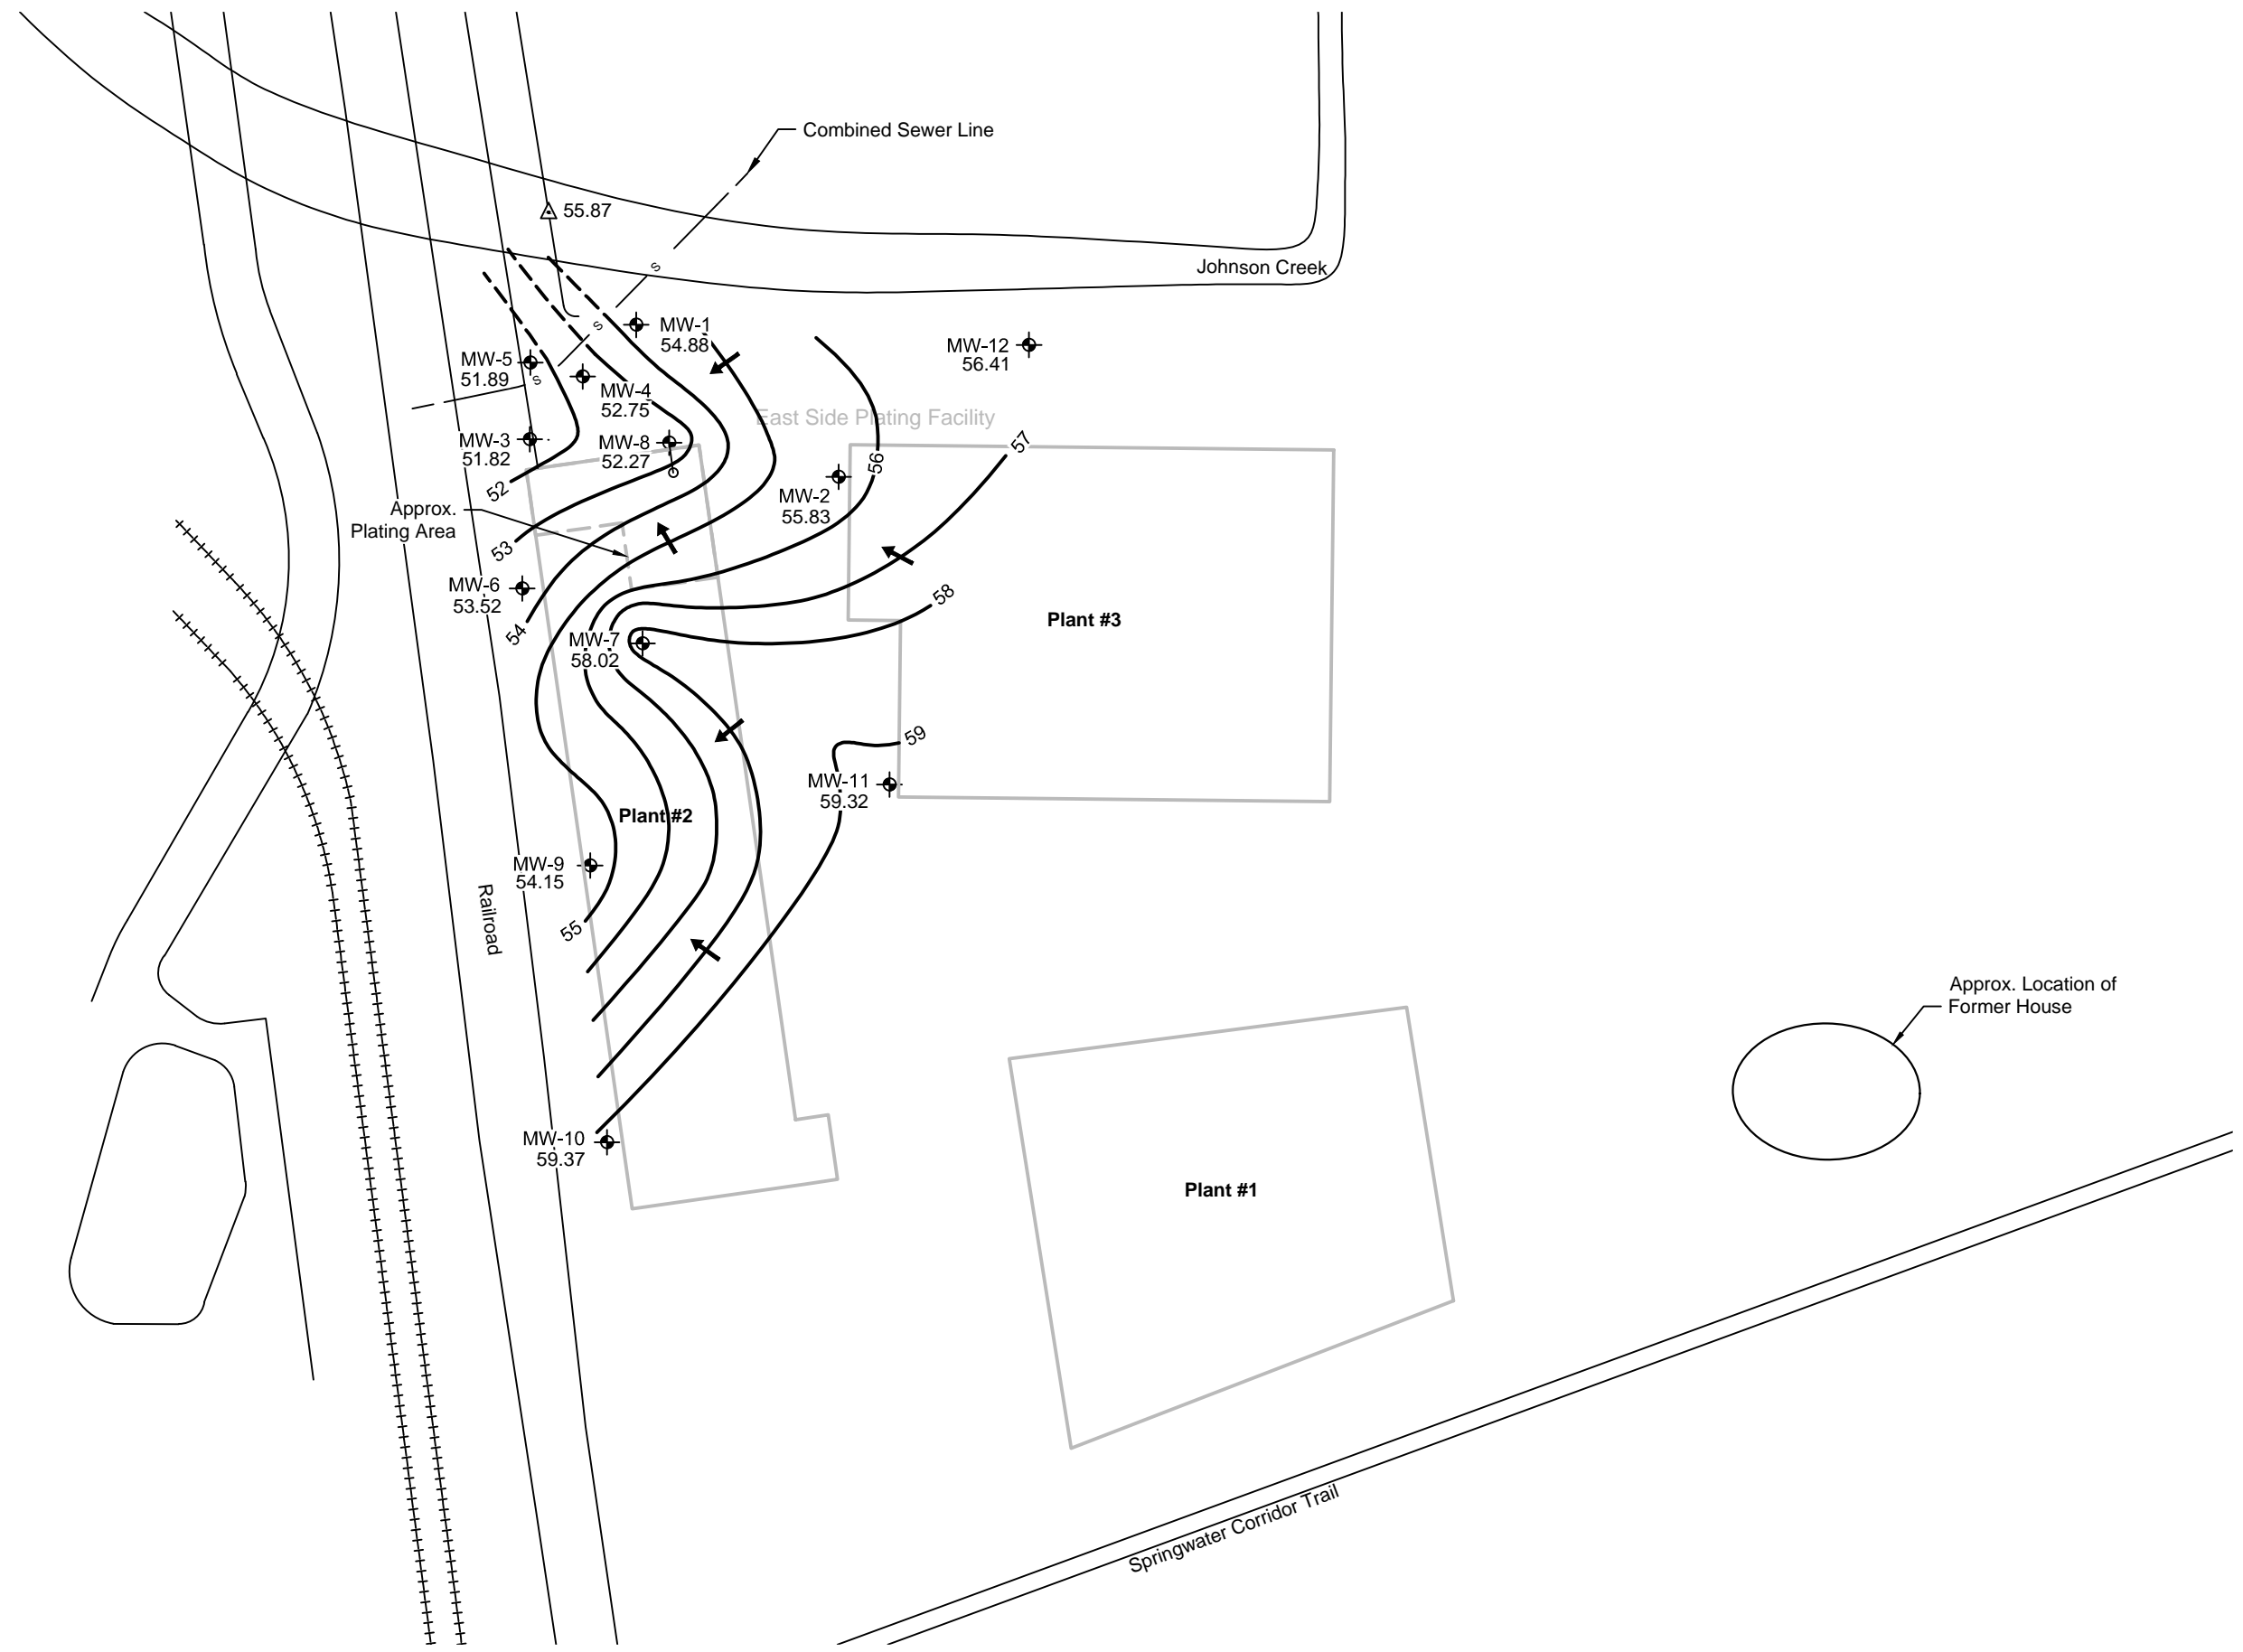 Combined Sewer Line
55.87
S
Johnson Creek
S
MW-1
54.88
MW-12
56.41
MW-5
51.89
S
MW-4
52.75
East Side Plating Facility
MW-3
51.82
MW-8
52.27
57
56
52
MW-2
55.83
Approx.
Plating Area
53
MW-6
53.52
58
54
Plant #3
MW-7
58.02
59
MW-11
59.32
Plant #2
MW-9
54.15
55
Railroad
Approx. Location of
Former House
MW-10
59.37
Plant #1
Springwater Corridor Trail